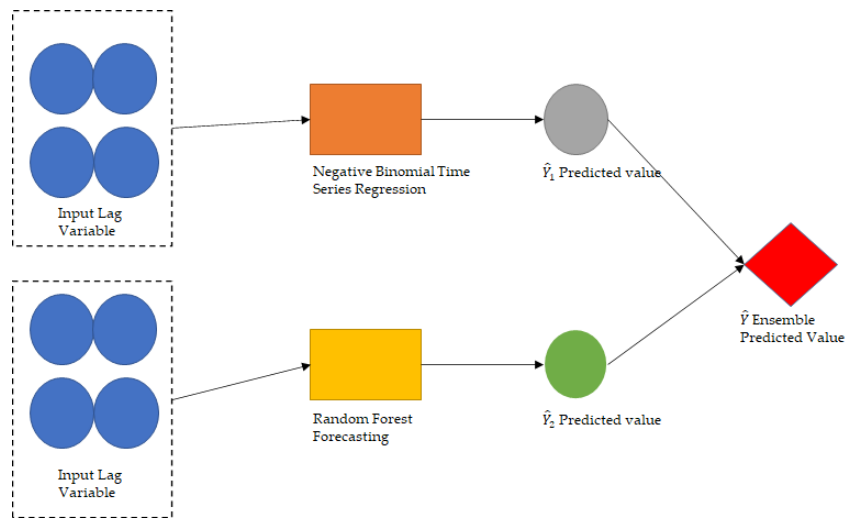 Input Lag
Variable
Negative Binomial Time
Series Regression
Ŷ₁ Predicted value
Ŷ Ensemble
Predicted Value
Input Lag
Variable
Random Forest
Forecasting
Ŷ₂ Predicted value